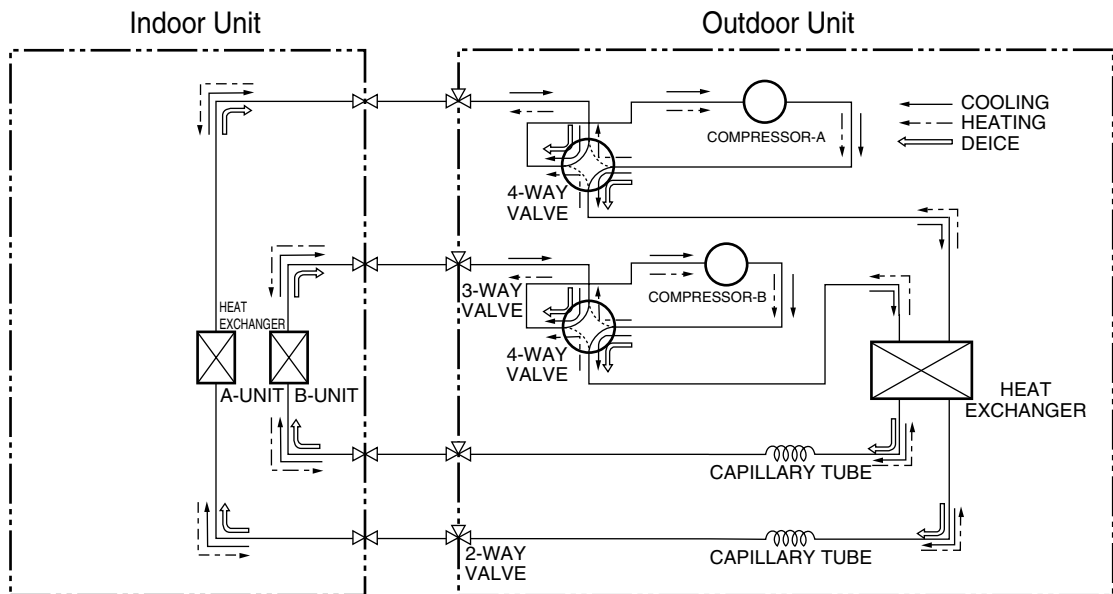 Indoor Unit
Outdoor Unit
COMPRESSOR-A
COOLING
HEATING
DEICE
4-WAY
VALVE
3-WAY
VALVE
COMPRESSOR-B
HEAT
EXCHANGER
4-WAY
VALVE
A-UNIT
B-UNIT
HEAT
EXCHANGER
CAPILLARY TUBE
2-WAY
VALVE
CAPILLARY TUBE